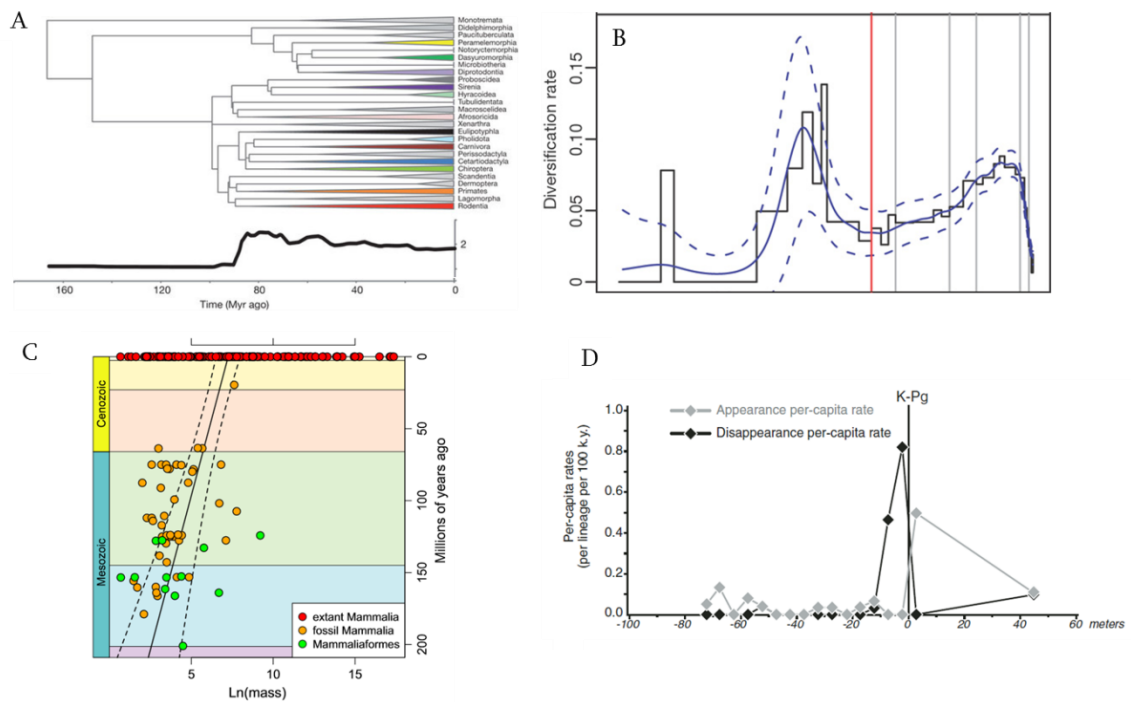 A
Monotremata
Didelphimorphia
Paucituberculata
Peramelemorphia
Notoryctemorphia
Dasyuromorphia
Microbiotheria
Diprotodontia
Proboscidea
Sirenia
Hyracoidea
Tubulidentata
Macroscelidea
Afrosoricida
Xenarthra
Eulipotyphla
Pholidota
Carnivora
Perissodactyla
Cetartiodactyla
Chiroptera
Scandentia
Dermoptera
Primates
Lagomorpha
Rodentia
2
160 120 80 40 0
Time (Myr ago)
B
Diversification rate
0.15
0.10
0.05
0
C
Cenozoic
Mesozoic
0
50
100
150
200
Millions of years ago
extant Mammalia
fossil Mammalia
Mammaliaformes
5 10 15
Ln(mass)
D
K-Pg
Appearance per-capita rate
Disappearance per-capita rate
Per-capita rates
(per lineage per 100 k.y.)
1.0
0.8
0.6
0.4
0.2
0.0
-100 -80 -60 -40 -20 0 20 40 60 meters